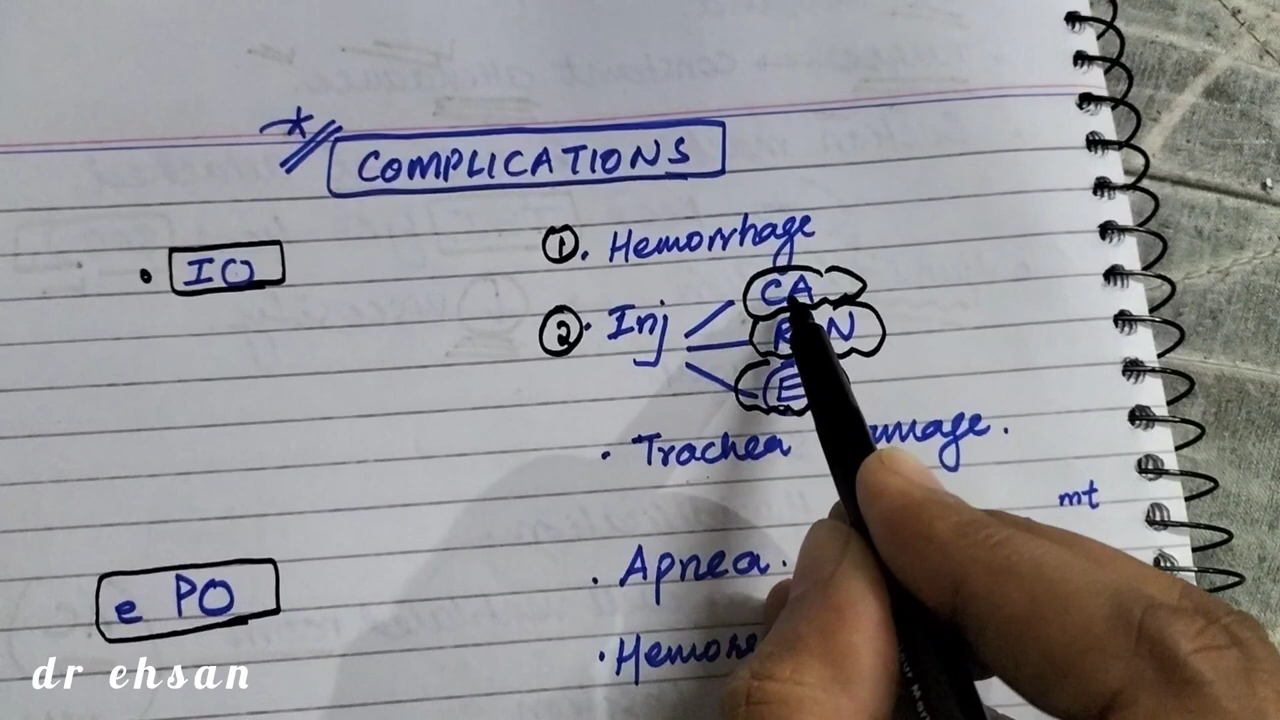 COMPLICATIONS
• IO
1. Hemorrhage
2. Inj
CA
N
E
• Trachea
mt
• Apnea.
e PO
dr ehsan